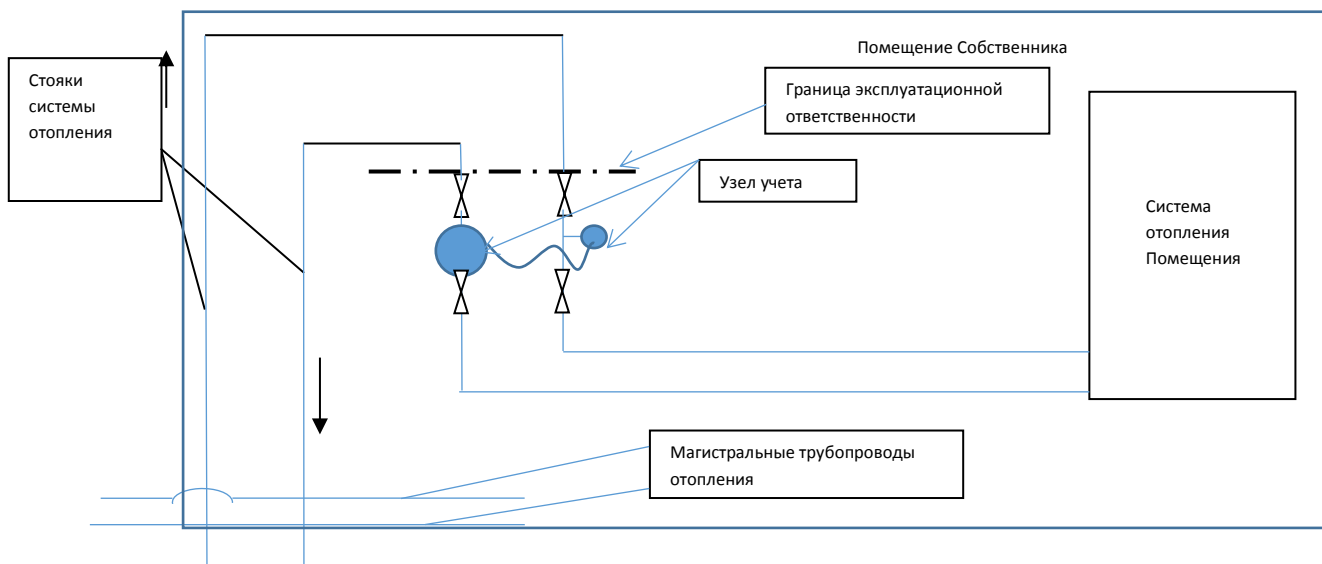 Помещение Собственника
Стояки
системы
отопления
Граница эксплуатационной
ответственности
Узел учета
Система
отопления
Помещения
Магистральные трубопроводы
отопления